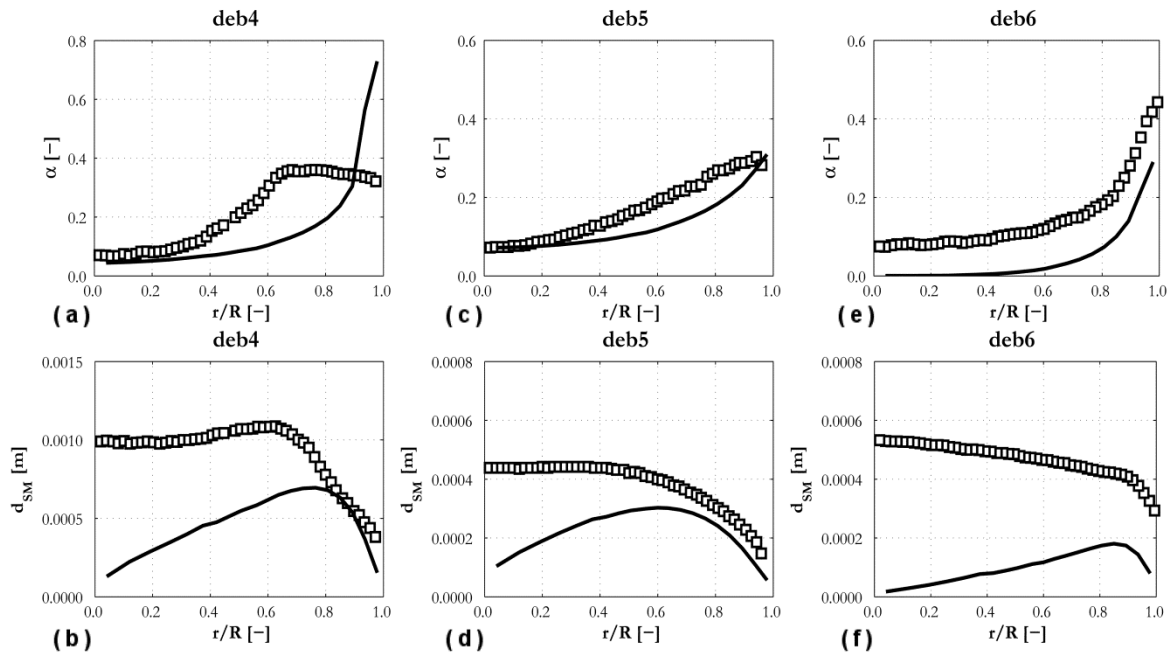 deb4
0.8
0.6
0.4
0.2
0.0
α [−]
0.0 0.2 0.4 0.6 0.8 1.0
r/R [−]
(a)
deb5
0.6
0.4
0.2
0.0
α [−]
0.0 0.2 0.4 0.6 0.8 1.0
r/R [−]
(c)
deb6
0.6
0.4
0.2
0.0
α [−]
0.0 0.2 0.4 0.6 0.8 1.0
r/R [−]
(e)
deb4
0.0015
0.0010
0.0005
0.0000
dSM [m]
0.0 0.2 0.4 0.6 0.8 1.0
r/R [−]
(b)
deb5
0.0008
0.0006
0.0004
0.0002
0.0000
dSM [m]
0.0 0.2 0.4 0.6 0.8 1.0
r/R [−]
(d)
deb6
0.0008
0.0006
0.0004
0.0002
0.0000
dSM [m]
0.0 0.2 0.4 0.6 0.8 1.0
r/R [−]
(f)